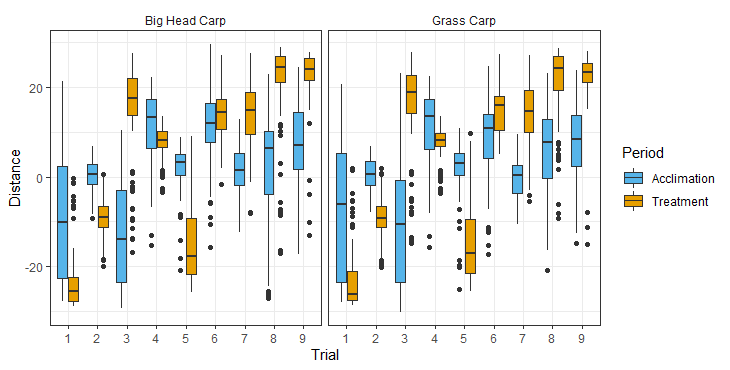 Big Head Carp
Grass Carp
Distance
20
0
-20
1 2 3 4 5 6 7 8 9
1 2 3 4 5 6 7 8 9
Trial
Period
Acclimation
Treatment